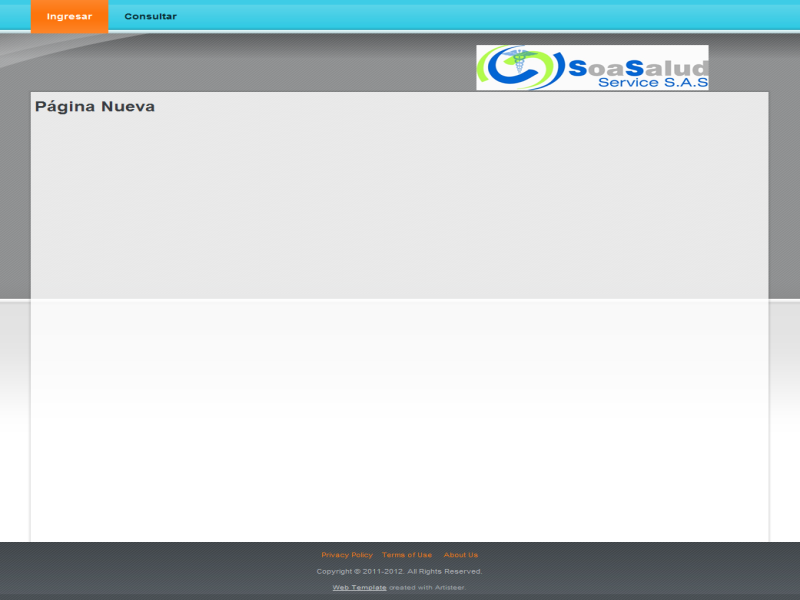 Ingresar Consultar
SoaSalud
Service S.A.S
Página Nueva
Privacy Policy Terms of Use About Us
Copyright © 2011-2012. All Rights Reserved.
Web Template created with Artisteer.